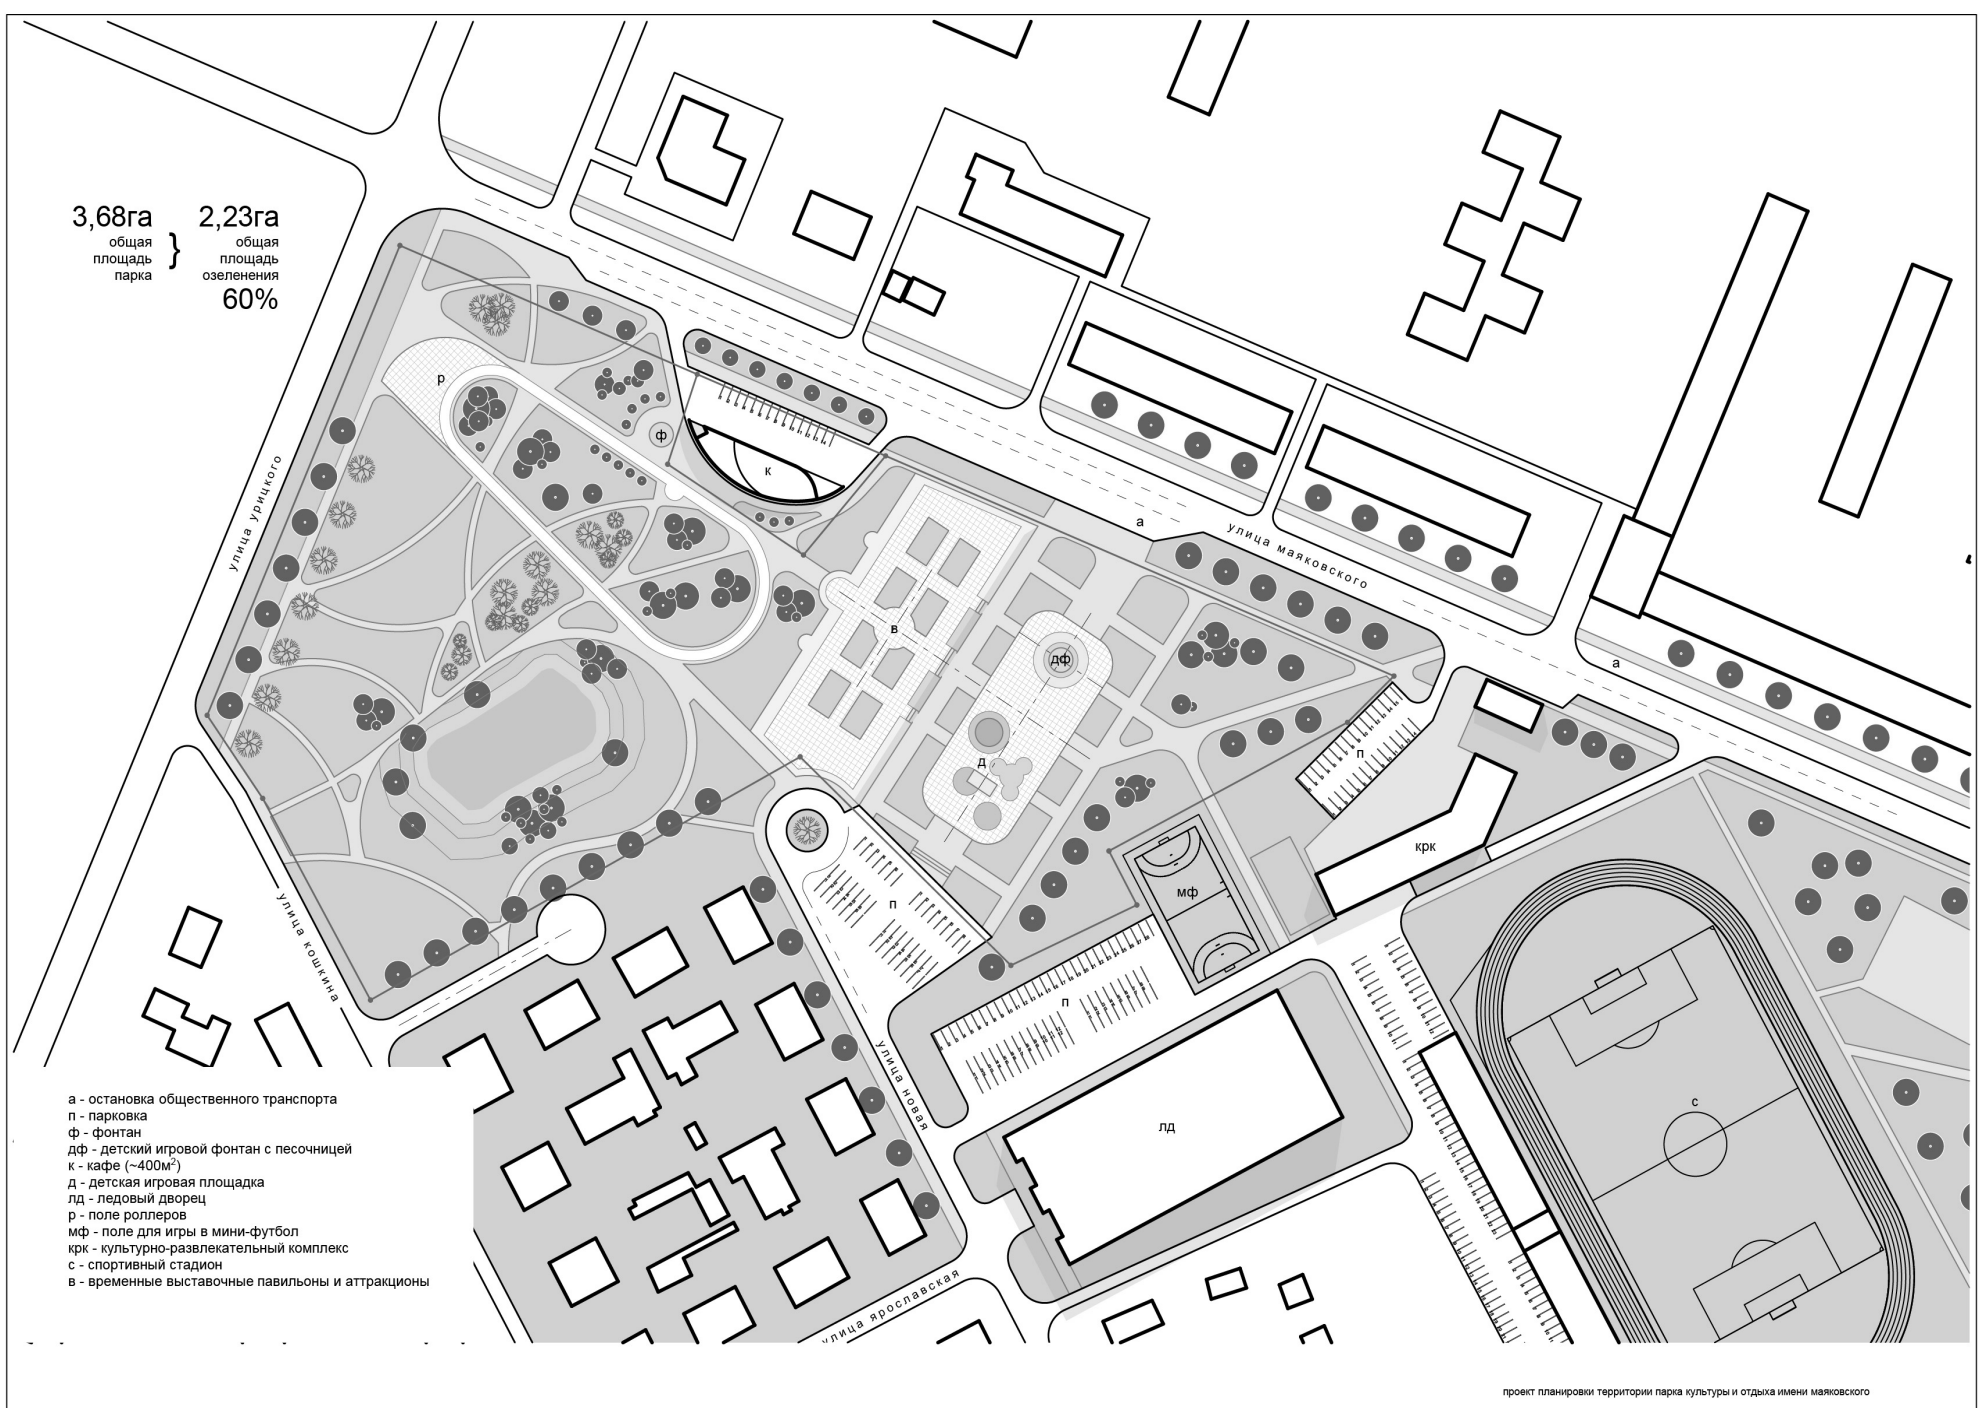 3,68га
общая
площадь
парка
}
2,23га
общая
площадь
озеленения
60%
р
ф
к
а
улица маяковского
а
улица урицкого
в
дф
д
п
крк
мф
п
п
улица кошкина
улица новая
лд
с
улица ярославская
а - остановка общественного транспорта
п - парковка
ф - фонтан
дф - детский игровой фонтан с песочницей
к - кафе (~400м²)
д - детская игровая площадка
лд - ледовый дворец
р - поле роллеров
мф - поле для игры в мини-футбол
крк - культурно-развлекательный комплекс
с - спортивный стадион
в - временные выставочные павильоны и аттракционы
проект планировки территории парка культуры и отдыха имени маяковского